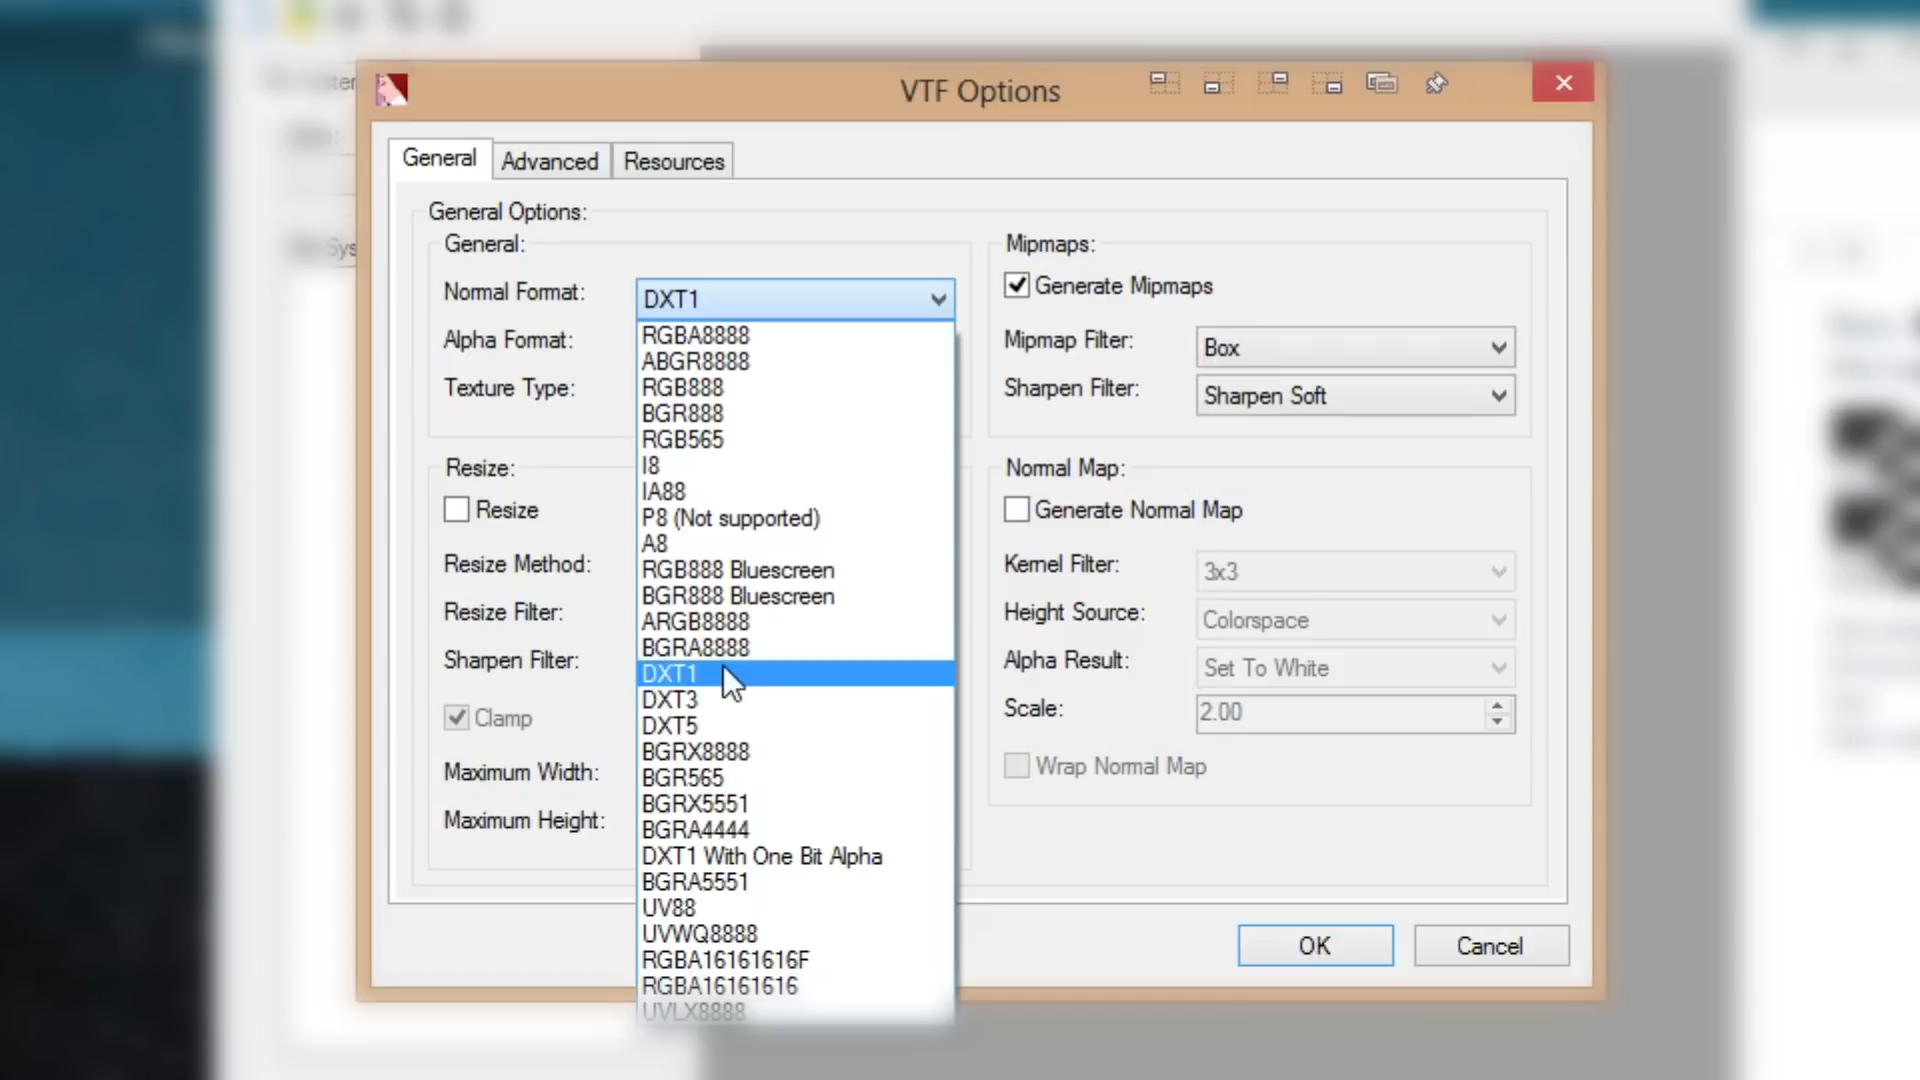 VTF Options
General
Advanced
Resources
General Options:
General:
Normal Format:
DXT1
Alpha Format:
Texture Type:
RGBA8888
ABGR8888
RGB888
BGR888
RGB565
I8
IA88
P8 (Not supported)
A8
RGB888 Bluescreen
BGR888 Bluescreen
ARGB8888
BGRA8888
DXT1
DXT3
DXT5
BGRX8888
BGR565
BGRX5551
BGRA4444
DXT1 With One Bit Alpha
BGRA5551
UV88
UVWQ8888
RGBA16161616F
RGBA16161616
UVLX8888
Resize:
Resize
Resize Method:
Resize Filter:
Sharpen Filter:
Clamp
Maximum Width:
Maximum Height:
Mipmaps:
Generate Mipmaps
Mipmap Filter:
Box
Sharpen Filter:
Sharpen Soft
Normal Map:
Generate Normal Map
Kernel Filter:
3x3
Height Source:
Colorspace
Alpha Result:
Set To White
Scale:
2.00
Wrap Normal Map
OK
Cancel